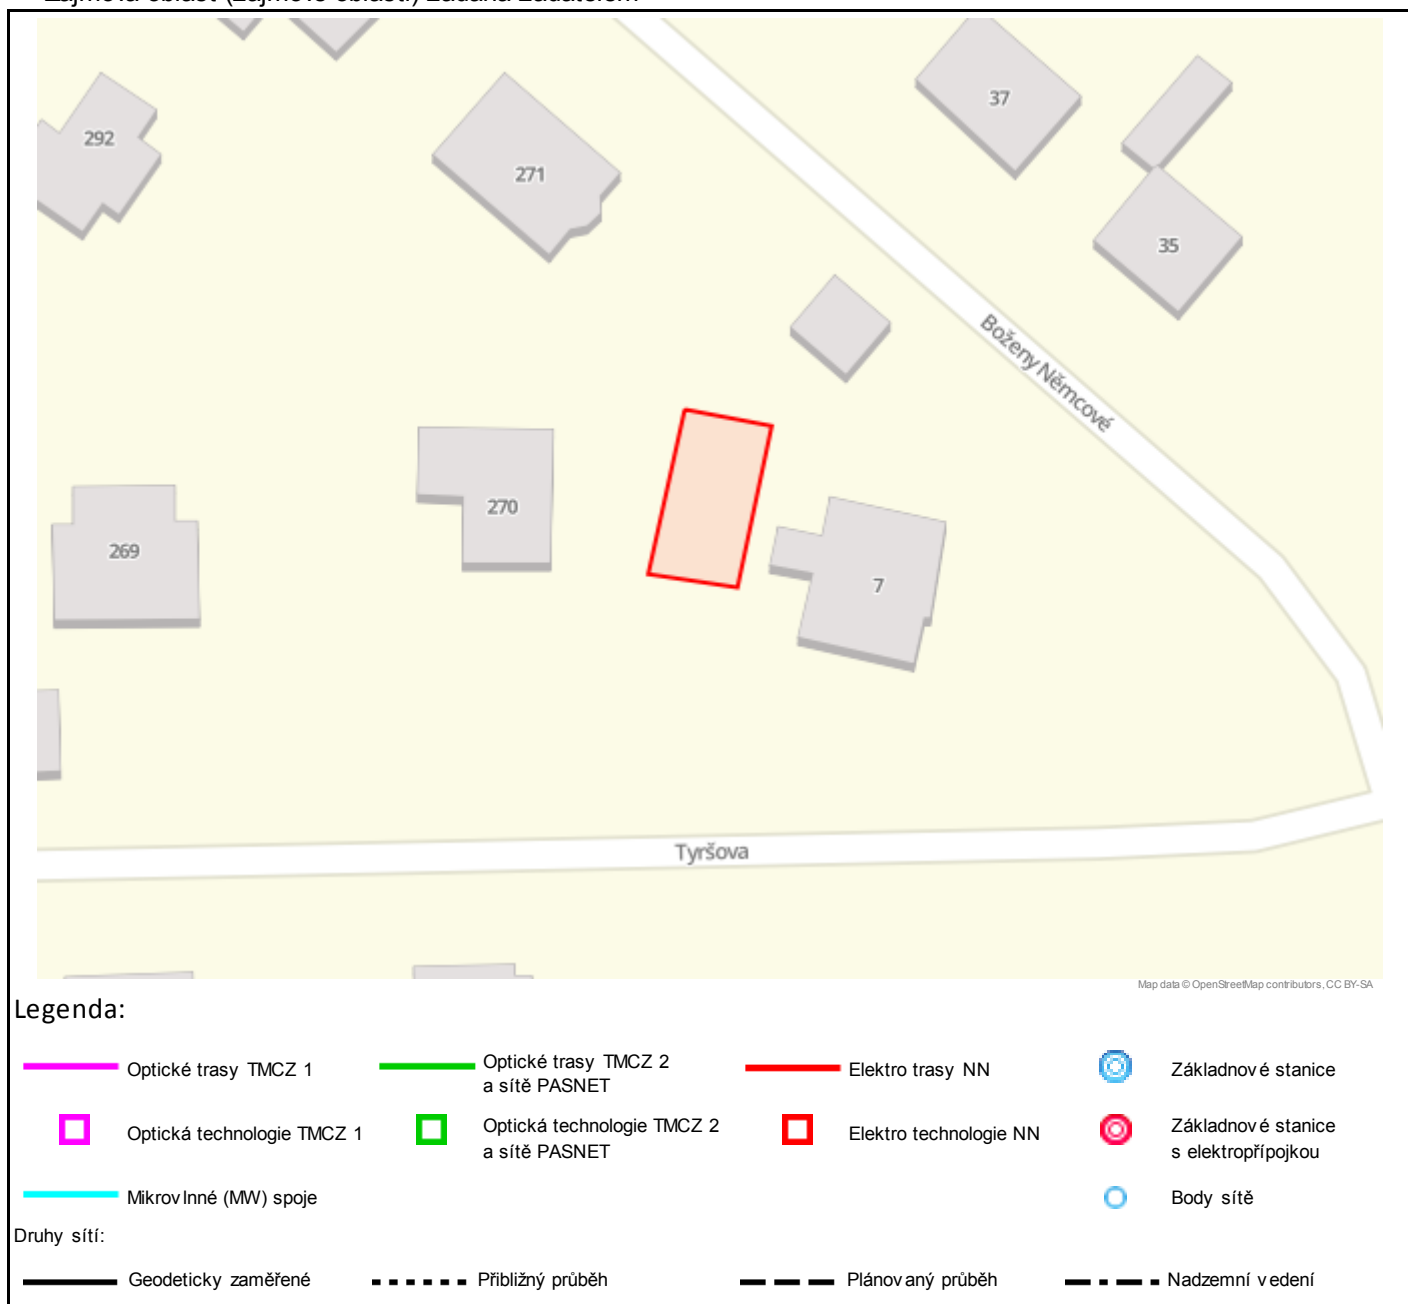 292
271
37
35
Boženy Němcové
270
269
7
Tyršova
Map data © OpenStreetMap contributors, CC BY-SA
Legenda:
Optické trasy TMCZ 1
Optické trasy TMCZ 2
a sítě PASNET
Elektro trasy NN
Základnové stanice
Optická technologie TMCZ 1
Optická technologie TMCZ 2
a sítě PASNET
Elektro technologie NN
Základnové stanice
s elektropřípojkou
Mikrovlnné (MW) spoje
Body sítě
Druhy sítí:
Geodeticky zaměřené
Přibližný průběh
Plánovaný průběh
Nadzemní vedení